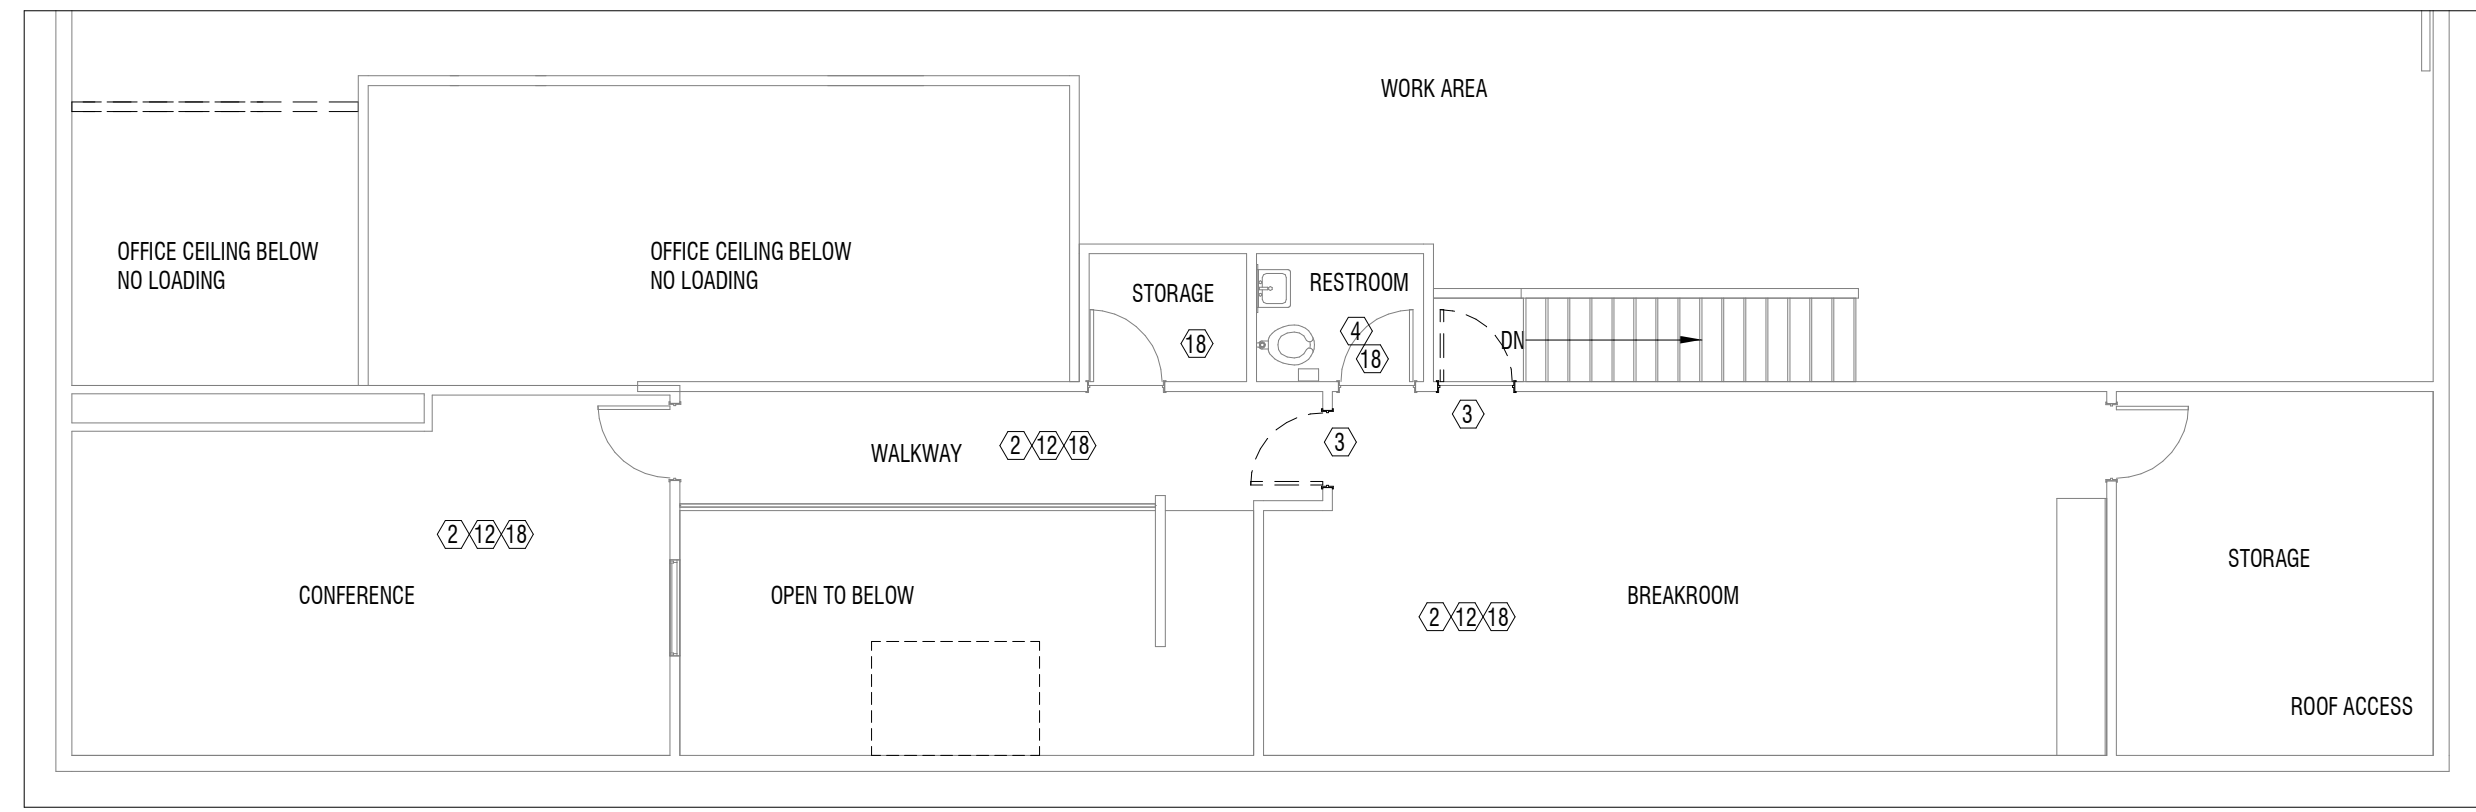 WORK AREA
OFFICE CEILING BELOW
NO LOADING
OFFICE CEILING BELOW
NO LOADING
STORAGE
18
RESTROOM
4
18
DN
3
3
WALKWAY
2 12 18
2 12 18
CONFERENCE
OPEN TO BELOW
BREAKROOM
2 12 18
STORAGE
ROOF ACCESS